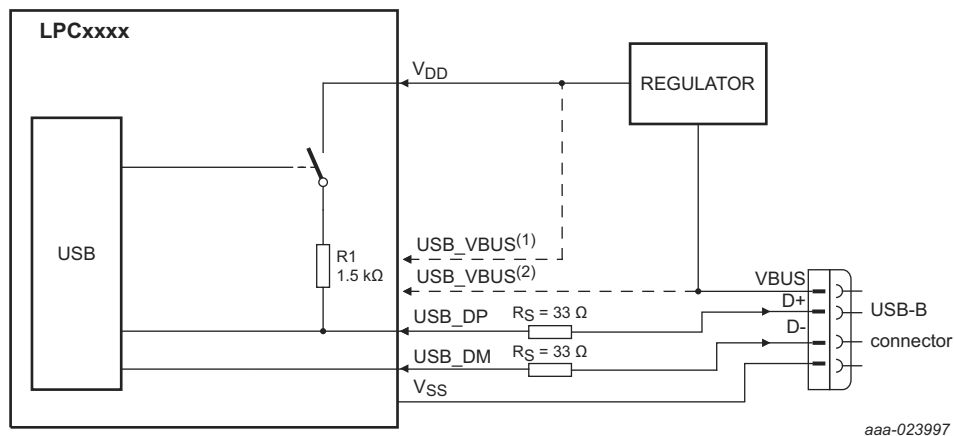 LPCxxxx
VDD
REGULATOR
USB
R1
1.5 kΩ
USB_VBUS(1)
USB_VBUS(2)
VBUS
D+
USB-B
USB_DP
RS = 33 Ω
D-
connector
USB_DM
RS = 33 Ω
VSS
aaa-023997